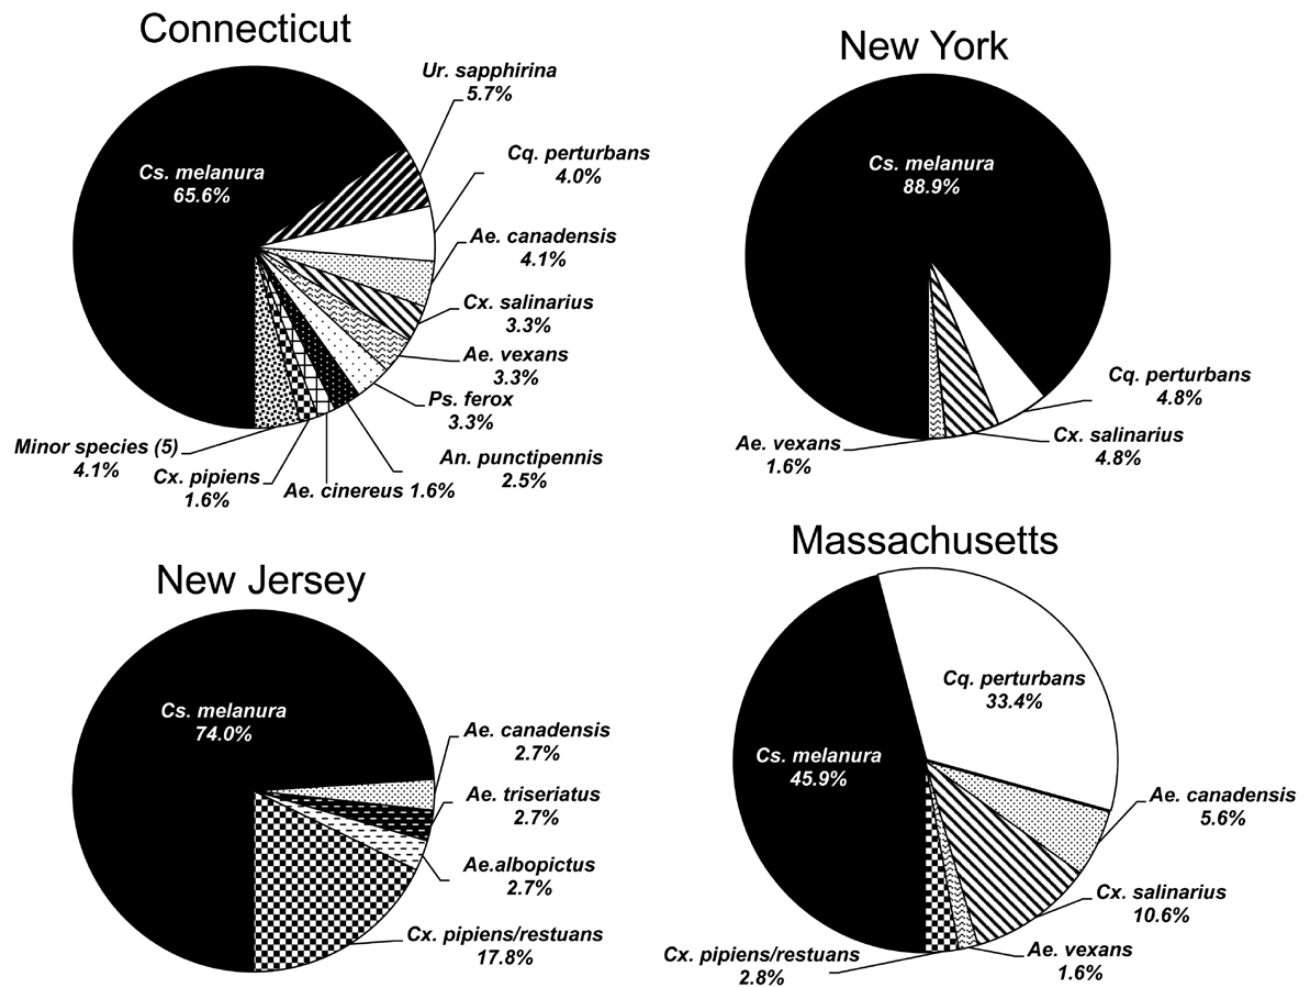 Connecticut
Cs. melanura
65.6%
Ur. sapphirina
5.7%
Cq. perturbans
4.0%
Ae. canadensis
4.1%
Cx. salinarius
3.3%
Ae. vexans
3.3%
Ps. ferox
3.3%
An. punctipennis
2.5%
Ae. cinereus 1.6%
Cx. pipiens
1.6%
Minor species (5)
4.1%
New York
Cs. melanura
88.9%
Cq. perturbans
4.8%
Cx. salinarius
4.8%
Ae. vexans
1.6%
New Jersey
Cs. melanura
74.0%
Ae. canadensis
2.7%
Ae. triseriatus
2.7%
Ae.albopictus
2.7%
Cx. pipiens/restuans
17.8%
Massachusetts
Cq. perturbans
33.4%
Cs. melanura
45.9%
Ae. canadensis
5.6%
Cx. salinarius
10.6%
Ae. vexans
1.6%
Cx. pipiens/restuans
2.8%